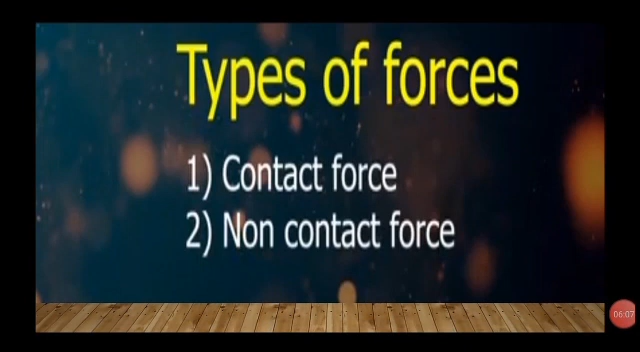 Types of forces
1) Contact force
2) Non contact force
06:07